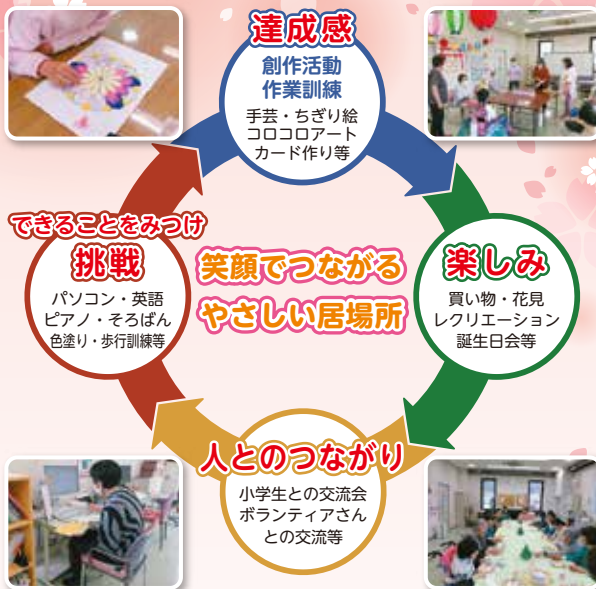 達成感
創作活動
作業訓練
手芸・ちぎり絵
コロコロアート
カード作り等
楽しみ
買い物・花見
レクリエーション
誕生日会等
人とのつながり
小学生との交流会
ボランティアさん
との交流等
できることをみつけ
挑戦
パソコン・英語
ピアノ・そろばん
色塗り・歩行訓練等
笑顔でつながる
やさしい居場所